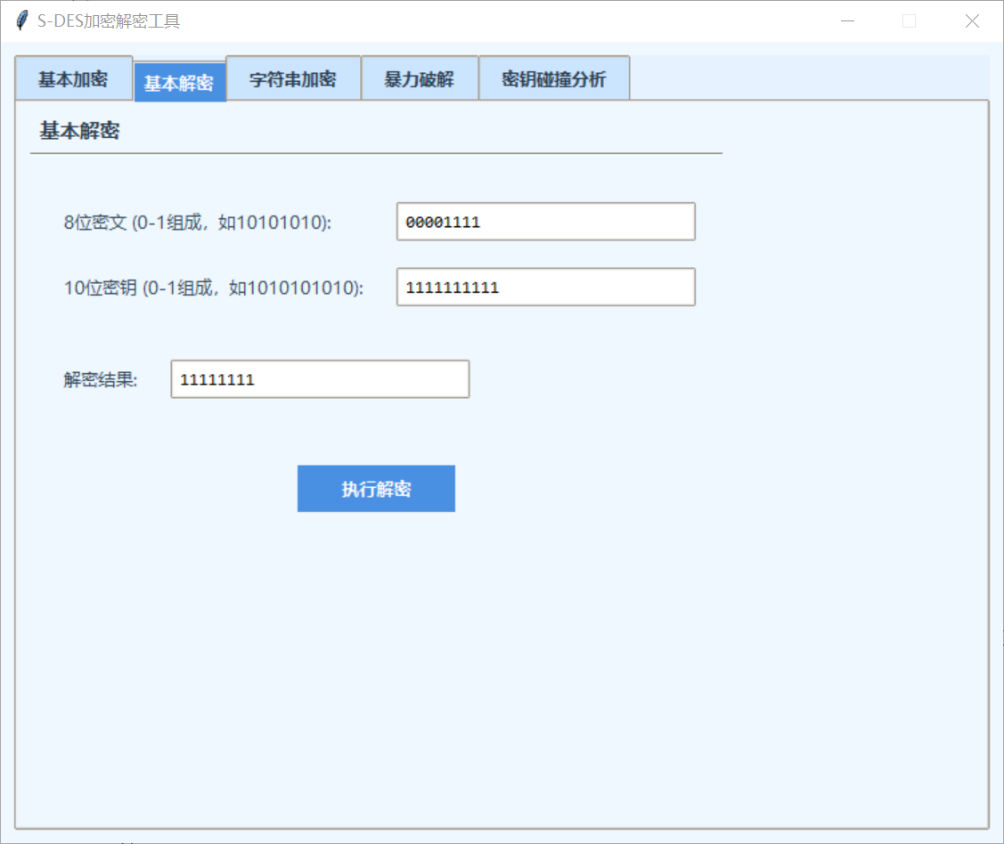 S-DES加密解密工具
基本加密 基本解密 字符串加密 暴力破解 密钥碰撞分析
基本解密
8位密文 (0-1组成，如10101010): 00001111
10位密钥 (0-1组成，如1010101010): 1111111111
解密结果: 11111111
执行解密